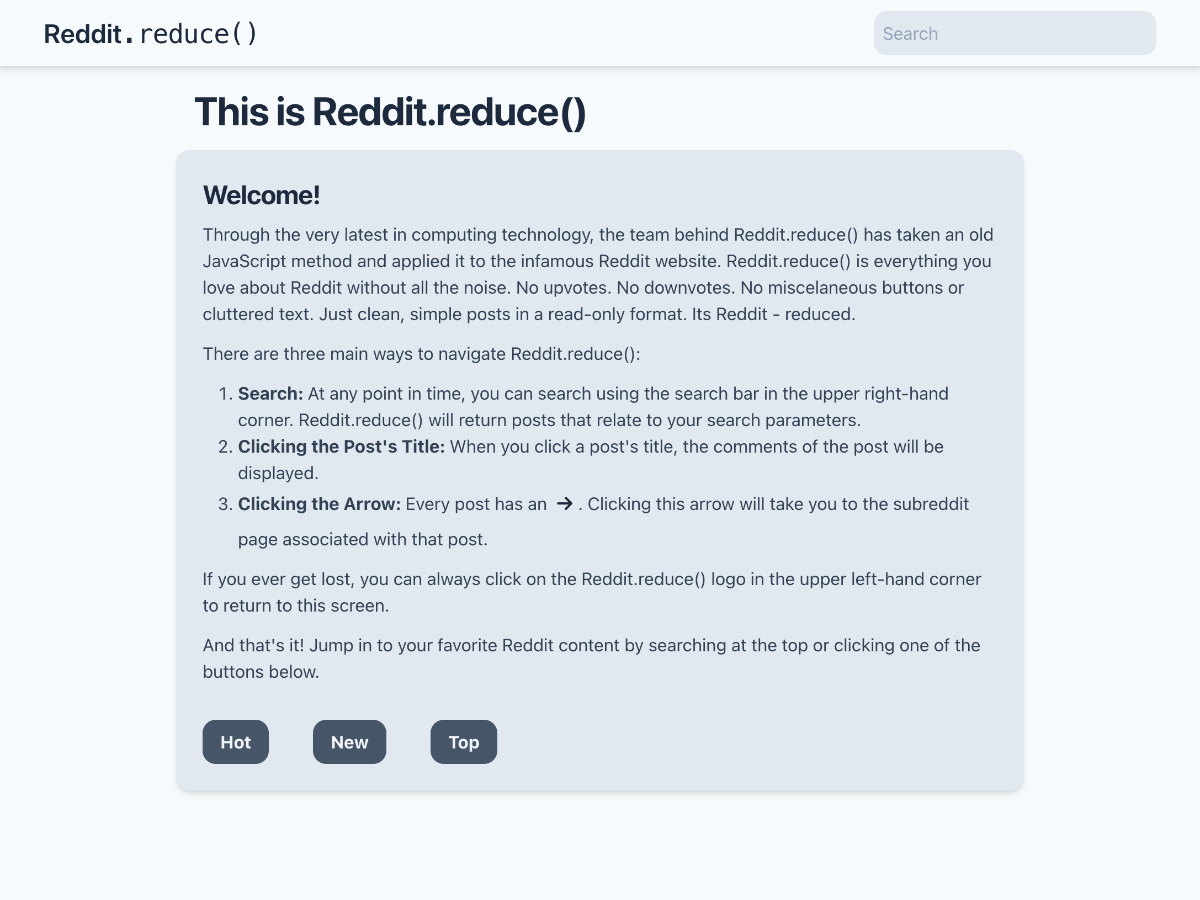 Reddit.reduce()
Search
This is Reddit.reduce()
Welcome!
Through the very latest in computing technology, the team behind Reddit.reduce() has taken an old
JavaScript method and applied it to the infamous Reddit website. Reddit.reduce() is everything you
love about Reddit without all the noise. No upvotes. No downvotes. No miscelaneous buttons or
cluttered text. Just clean, simple posts in a read-only format. Its Reddit - reduced.
There are three main ways to navigate Reddit.reduce():
1. Search: At any point in time, you can search using the search bar in the upper right-hand
corner. Reddit.reduce() will return posts that relate to your search parameters.
2. Clicking the Post's Title: When you click a post's title, the comments of the post will be
displayed.
3. Clicking the Arrow: Every post has an → . Clicking this arrow will take you to the subreddit
page associated with that post.
If you ever get lost, you can always click on the Reddit.reduce() logo in the upper left-hand corner
to return to this screen.
And that's it! Jump in to your favorite Reddit content by searching at the top or clicking one of the
buttons below.
Hot New Top